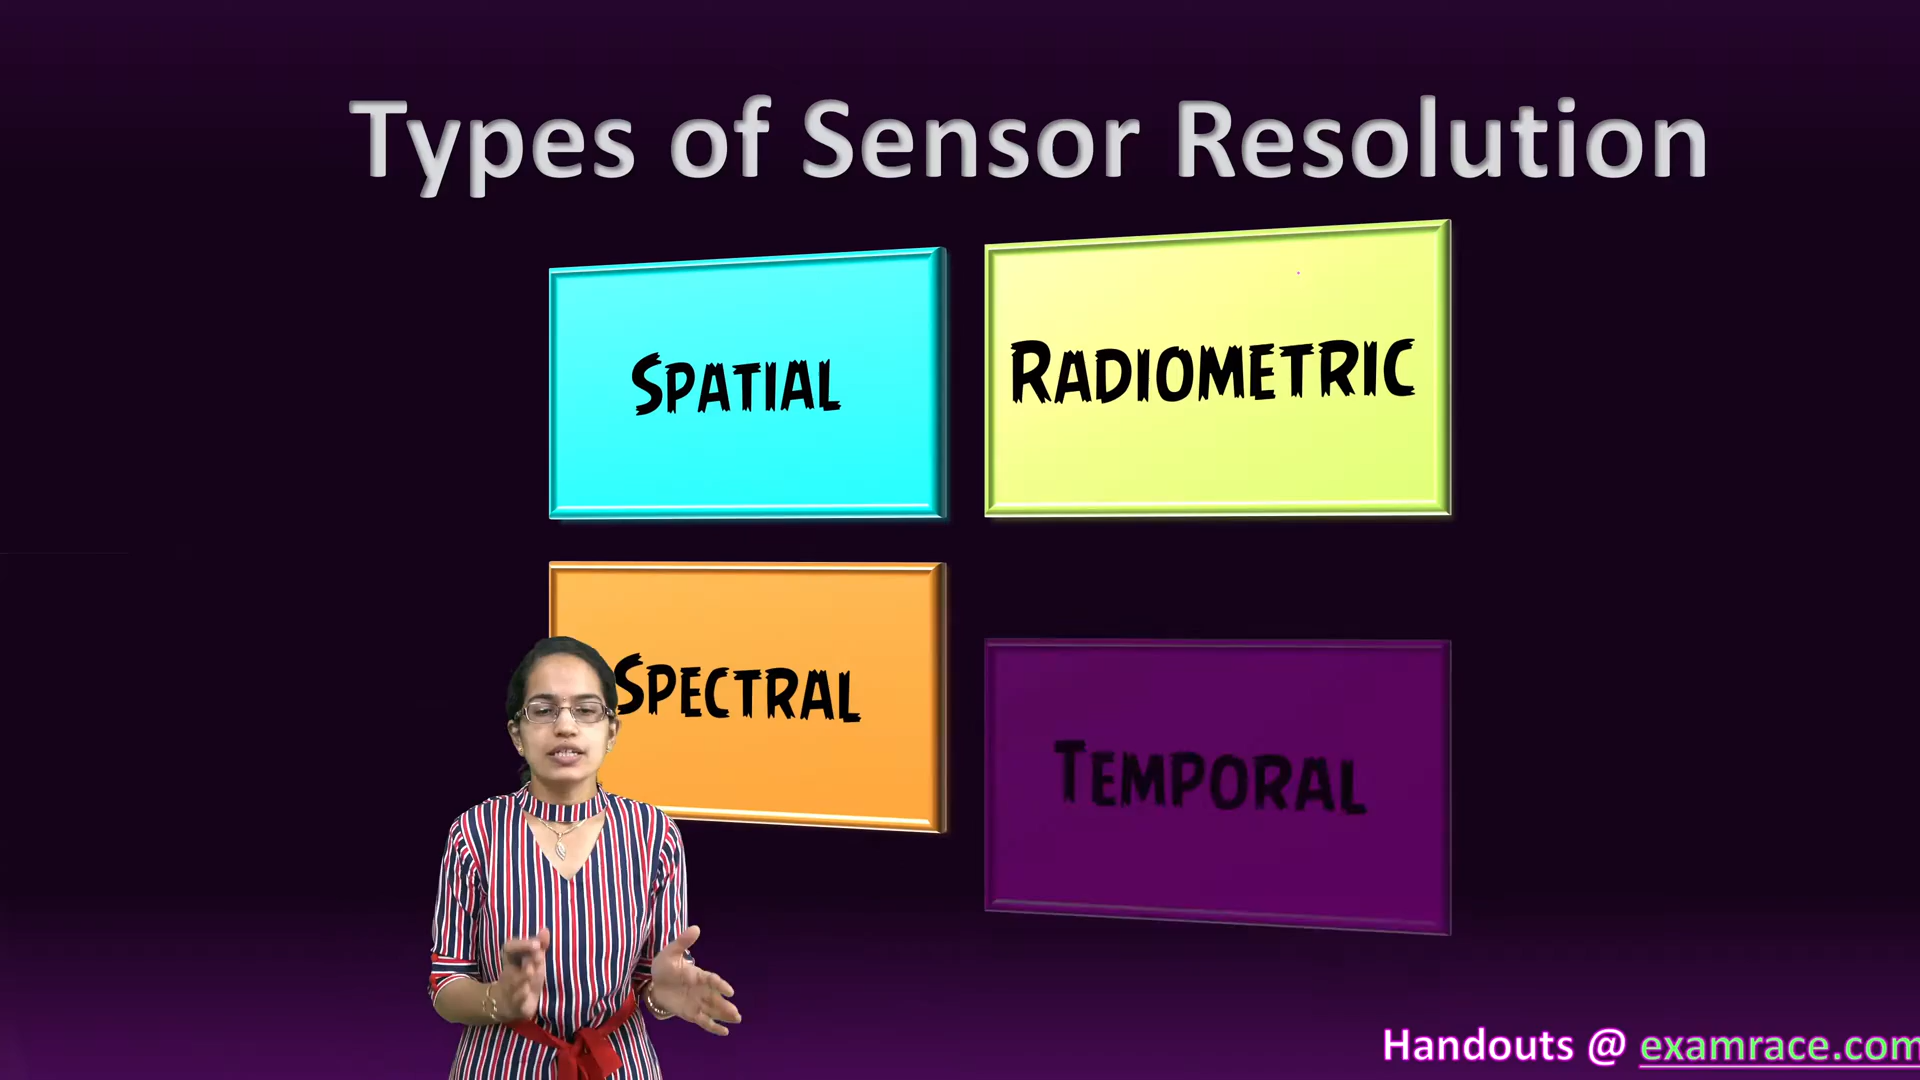 Types of Sensor Resolution
SPATIAL
RADIOMETRIC
SPECTRAL
TEMPORAL
Handouts @ examrace.com